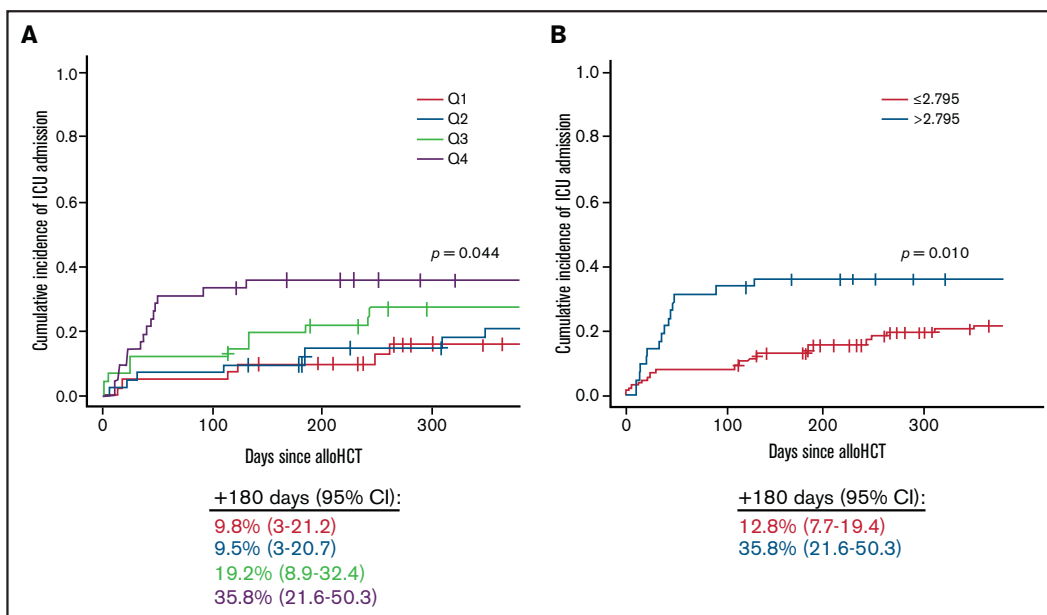 A
Cumulative incidence of ICU admission
1.0
0.8
0.6
0.4
0.2
0.0
Q1
Q2
Q3
Q4
p = 0.044
0 100 200 300
Days since alloHCT
+180 days (95% CI):
9.8% (3-21.2)
9.5% (3-20.7)
19.2% (8.9-32.4)
35.8% (21.6-50.3)
B
Cumulative incidence of ICU admission
1.0
0.8
0.6
0.4
0.2
0.0
≤2.795
>2.795
p = 0.010
0 100 200 300
Days since alloHCT
+180 days (95% CI):
12.8% (7.7-19.4)
35.8% (21.6-50.3)